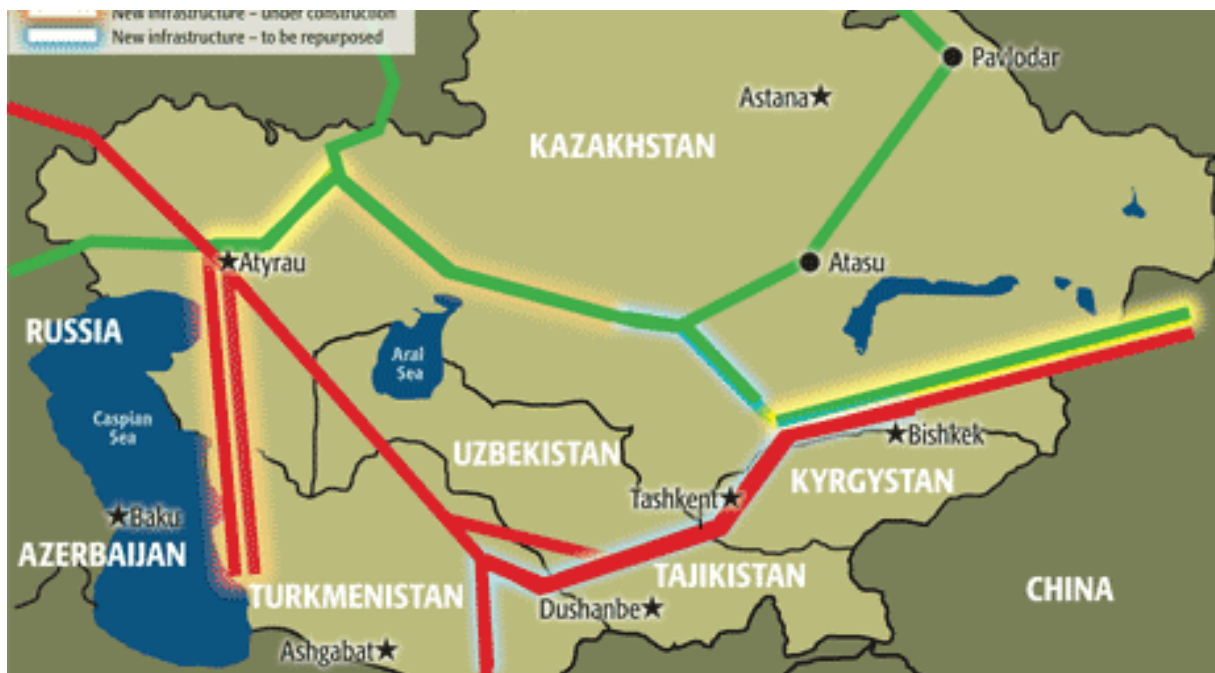 New infrastructure – under construction
New infrastructure – to be repurposed
Pavlodar
Astana
KAZAKHSTAN
Atyrau
Atasu
RUSSIA
Aral
Sea
Caspian
Sea
UZBEKISTAN
Bishkek
KYRGYSTAN
Tashkent
Baku
AZERBAIJAN
TURKMENISTAN
TAJIKISTAN
CHINA
Dushanbe
Ashgabat